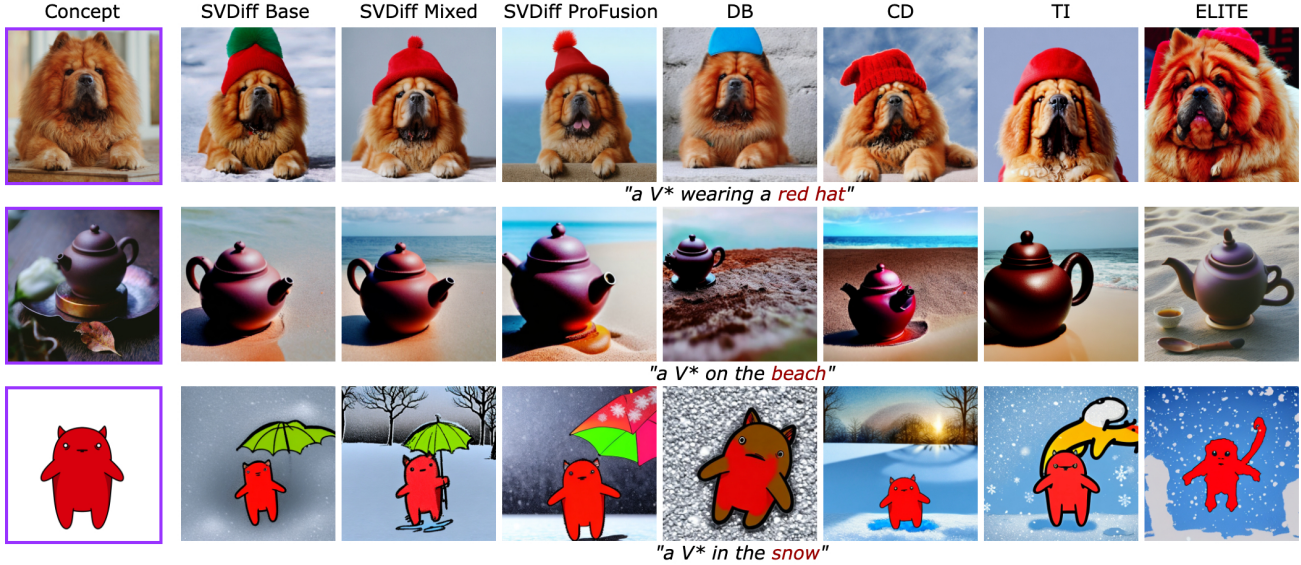 Concept SVDiff Base SVDiff Mixed SVDiff ProFusion DB CD TI ELITE
"a V* wearing a red hat"
"a V* on the beach"
"a V* in the snow"